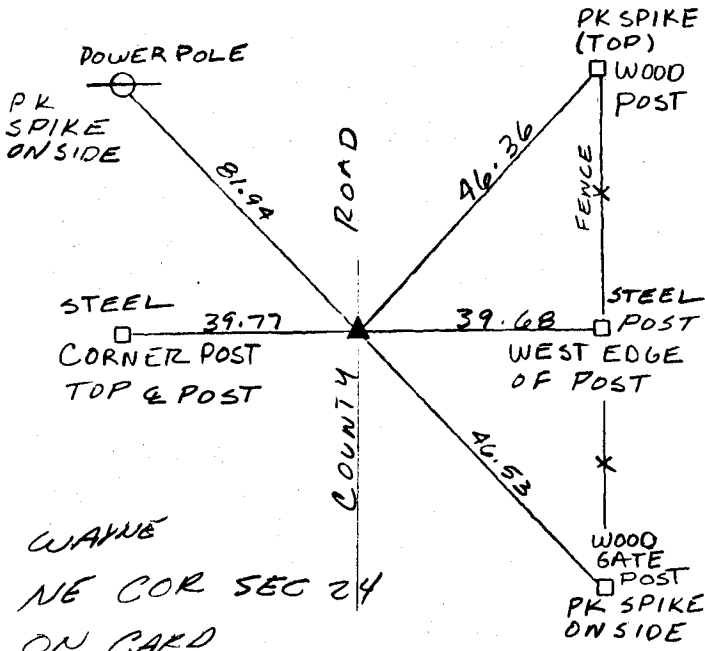 PK SPIKE
(TOP)
WOOD
POST
POWER POLE
PK
SPIKE
ON SIDE
81.94
ROAD
46.36
FENCE
STEEL
39.77
CORNER POST
TOP ℄ POST
39.68
STEEL
POST
WEST EDGE
OF POST
COUNTY
46.53
WOOD
GATE
POST
PK SPIKE
ON SIDE
WAYNE
NE COR SEC 24
ON CARD